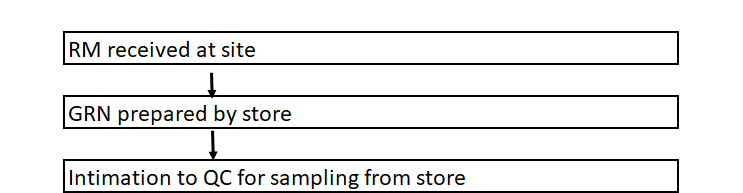 RM received at site
GRN prepared by store
Intimation to QC for sampling from store